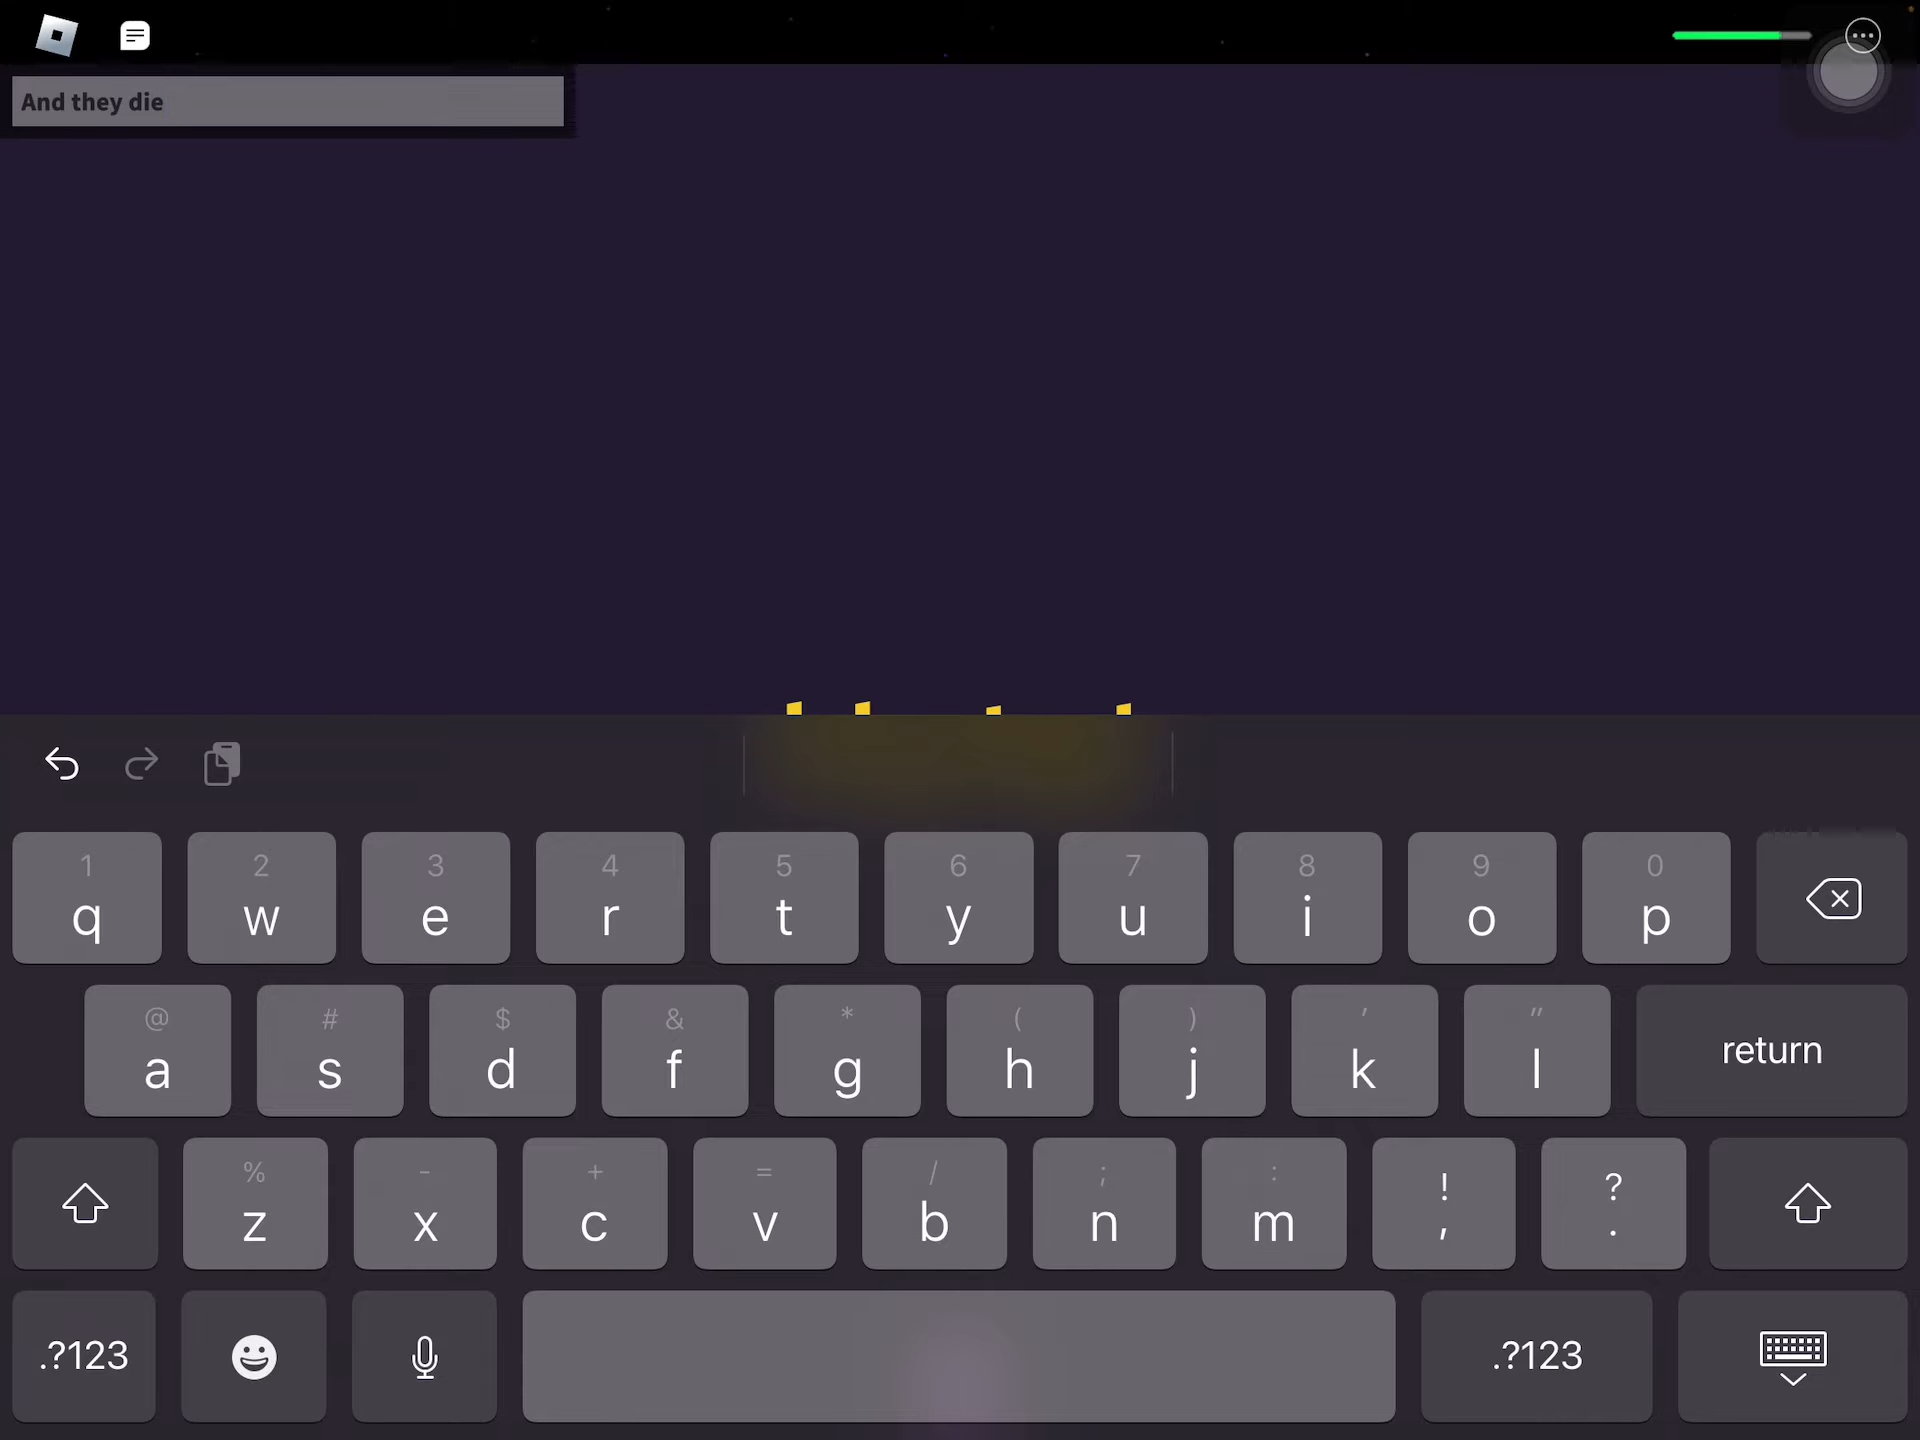 And they die
1 2 3 4 5 6 7 8 9 0
q w e r t y u i o p
@ # $ & * ( ) ' "
a s d f g h j k l return
% - + = / ; : ! ?
z x c v b n m , .
.?123 .?123